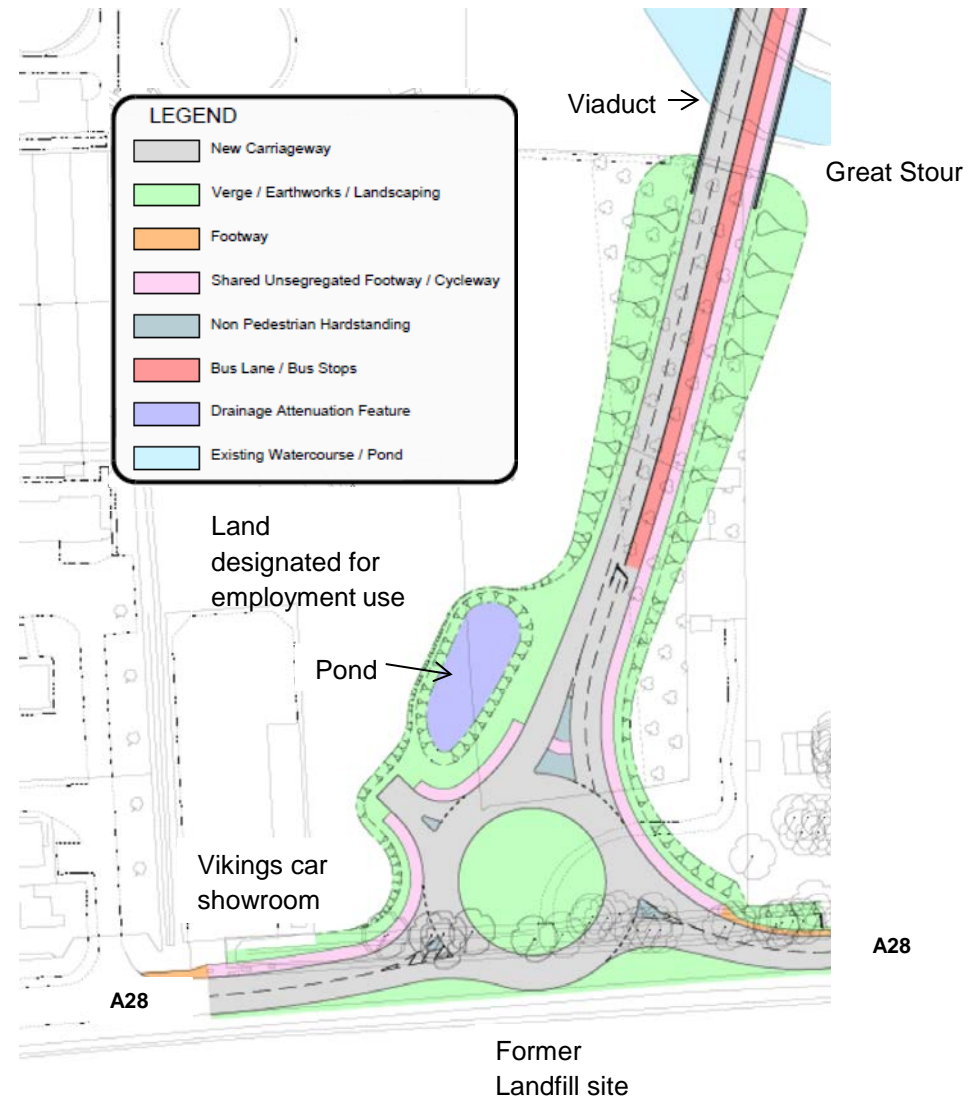 LEGEND
New Carriageway
Verge / Earthworks / Landscaping
Footway
Shared Unsegregated Footway / Cycleway
Non Pedestrian Hardstanding
Bus Lane / Bus Stops
Drainage Attenuation Feature
Existing Watercourse / Pond
Viaduct
Great Stour
Land
designated for
employment use
Pond
Vikings car
showroom
A28
A28
Former
Landfill site